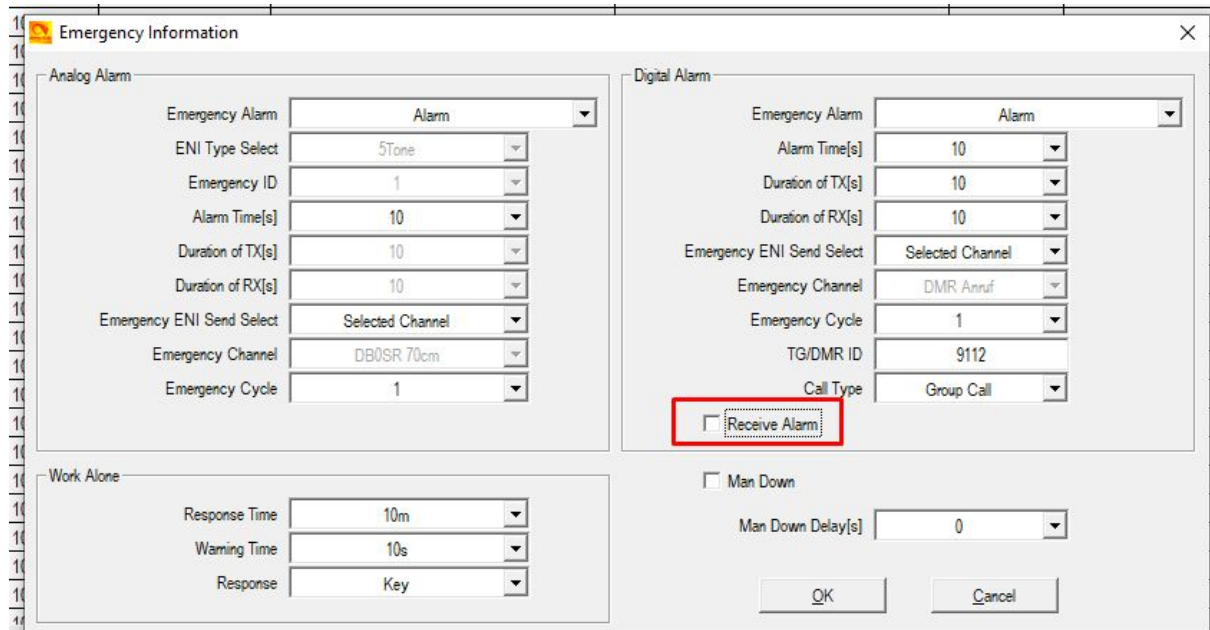 Emergency Information
Analog Alarm
Emergency Alarm Alarm
ENI Type Select 5Tone
Emergency ID 1
Alarm Time[s] 10
Duration of TX[s] 10
Duration of RX[s] 10
Emergency ENI Send Select Selected Channel
Emergency Channel DB0SR 70cm
Emergency Cycle 1
Digital Alarm
Emergency Alarm Alarm
Alarm Time[s] 10
Duration of TX[s] 10
Duration of RX[s] 10
Emergency ENI Send Select Selected Channel
Emergency Channel DMR Anruf
Emergency Cycle 1
TG/DMR ID 9112
Call Type Group Call
Receive Alarm
Work Alone
Response Time 10m
Warning Time 10s
Response Key
Man Down
Man Down Delay[s] 0
OK Cancel